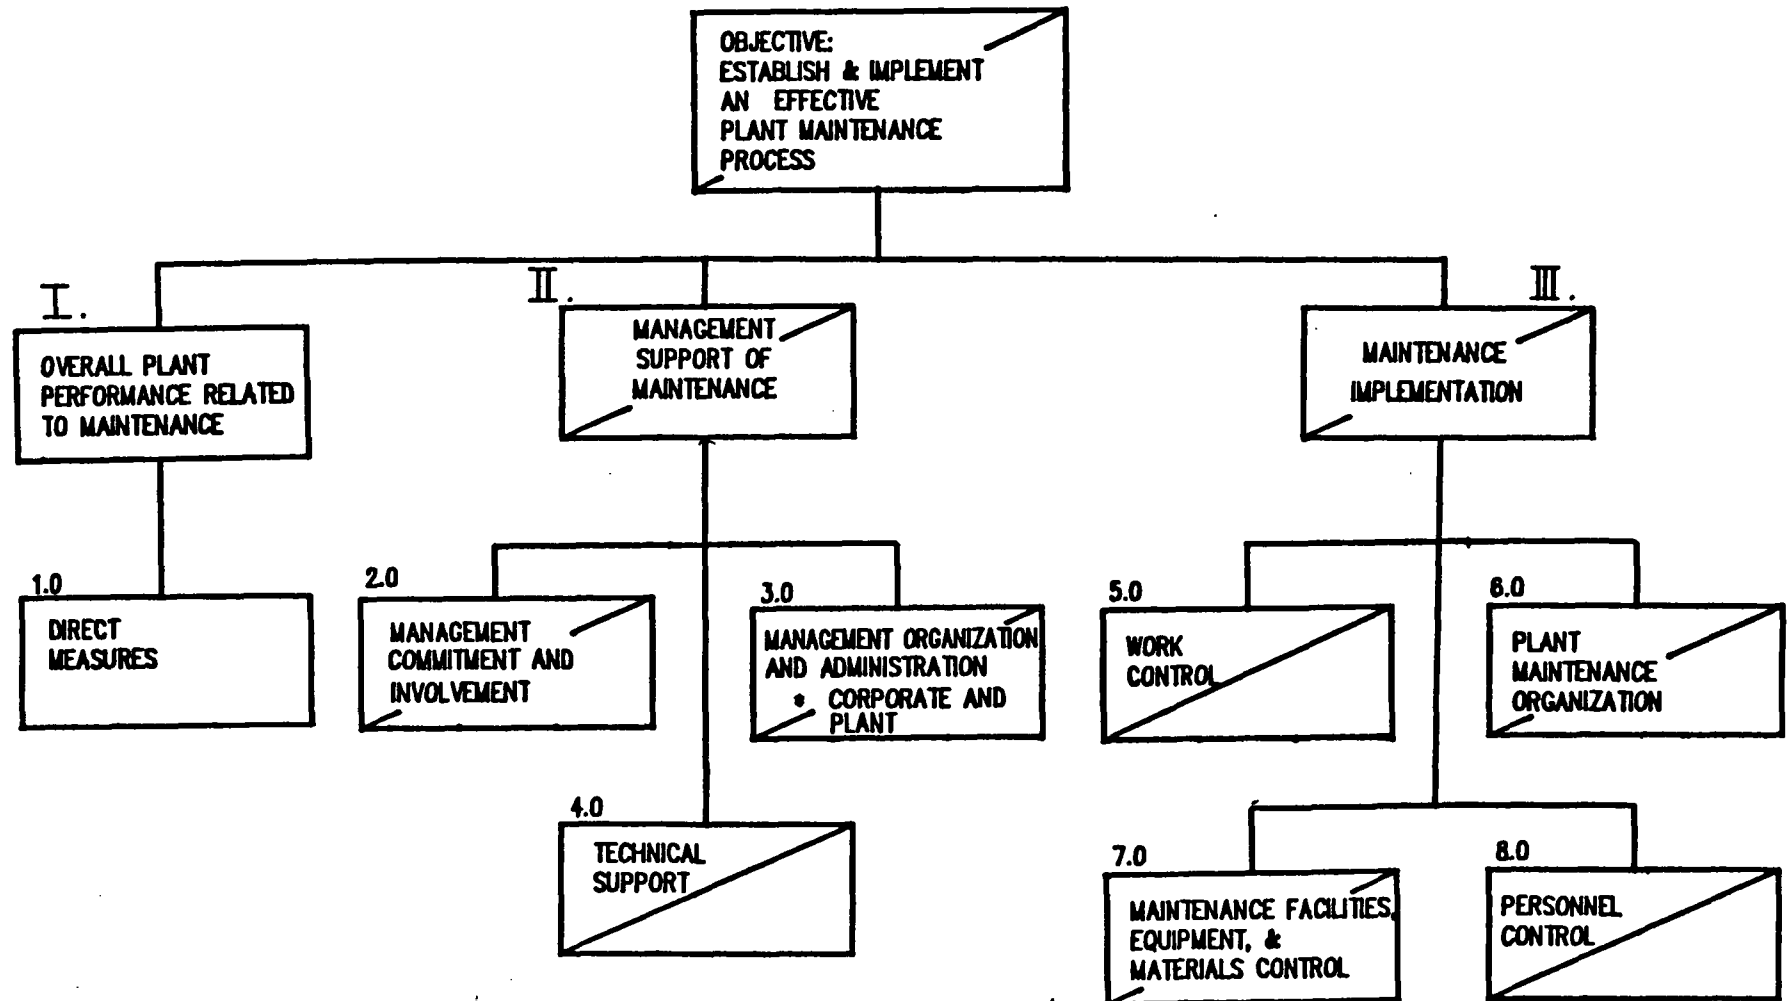 OBJECTIVE:
ESTABLISH & IMPLEMENT
AN EFFECTIVE
PLANT MAINTENANCE
PROCESS
I.
OVERALL PLANT
PERFORMANCE RELATED
TO MAINTENANCE
II.
MANAGEMENT
SUPPORT OF
MAINTENANCE
III.
MAINTENANCE
IMPLEMENTATION
1.0
DIRECT
MEASURES
2.0
MANAGEMENT
COMMITMENT AND
INVOLVEMENT
3.0
MANAGEMENT ORGANIZATION
AND ADMINISTRATION
* CORPORATE AND
PLANT
4.0
TECHNICAL
SUPPORT
5.0
WORK
CONTROL
6.0
PLANT
MAINTENANCE
ORGANIZATION
7.0
MAINTENANCE FACILITIES,
EQUIPMENT, &
MATERIALS CONTROL
8.0
PERSONNEL
CONTROL